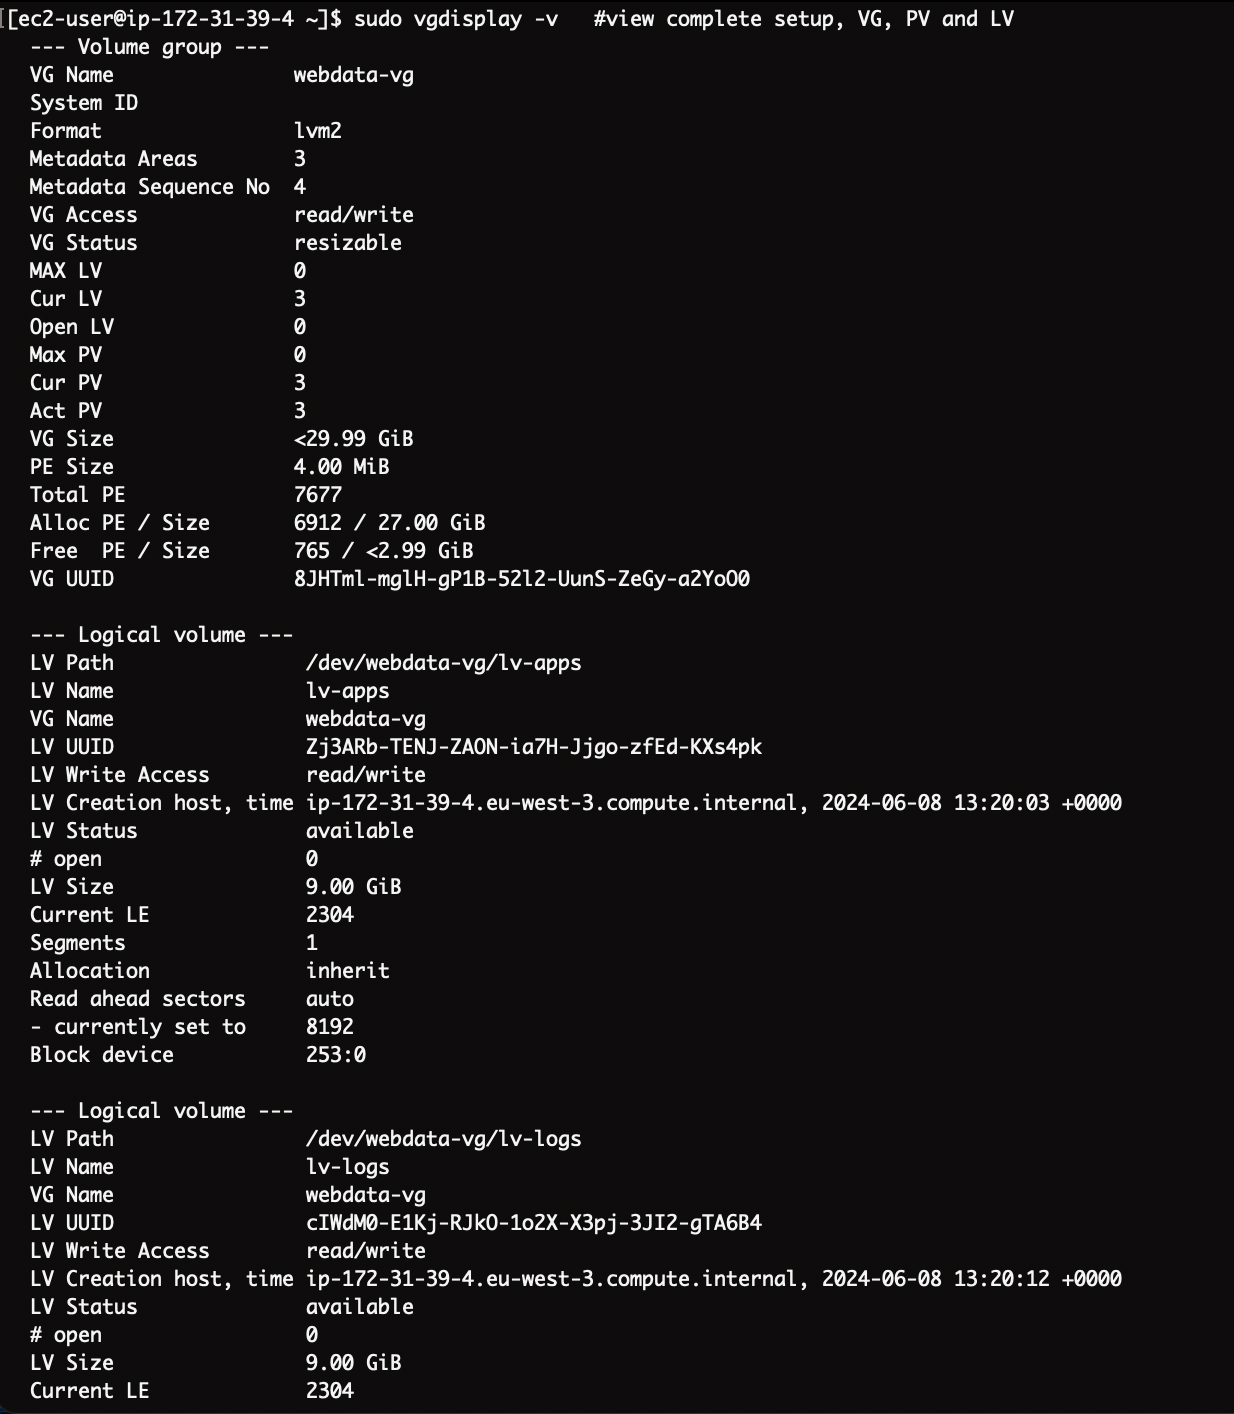 [[ec2-user@ip-172-31-39-4 ~]$ sudo vgdisplay -v   #view complete setup, VG, PV and LV
  --- Volume group ---
  VG Name               webdata-vg
  System ID
  Format                lvm2
  Metadata Areas        3
  Metadata Sequence No  4
  VG Access             read/write
  VG Status             resizable
  MAX LV                0
  Cur LV                3
  Open LV               0
  Max PV                0
  Cur PV                3
  Act PV                3
  VG Size               <29.99 GiB
  PE Size               4.00 MiB
  Total PE              7677
  Alloc PE / Size       6912 / 27.00 GiB
  Free  PE / Size       765 / <2.99 GiB
  VG UUID               8JHTml-mglH-gP1B-52l2-UunS-ZeGy-a2YoO0

  --- Logical volume ---
  LV Path                /dev/webdata-vg/lv-apps
  LV Name                lv-apps
  VG Name                webdata-vg
  LV UUID                Zj3ARb-TENJ-ZAON-ia7H-Jjgo-zfEd-KXs4pk
  LV Write Access        read/write
  LV Creation host, time ip-172-31-39-4.eu-west-3.compute.internal, 2024-06-08 13:20:03 +0000
  LV Status              available
  # open                 0
  LV Size                9.00 GiB
  Current LE             2304
  Segments               1
  Allocation             inherit
  Read ahead sectors     auto
  - currently set to     8192
  Block device           253:0

  --- Logical volume ---
  LV Path                /dev/webdata-vg/lv-logs
  LV Name                lv-logs
  VG Name                webdata-vg
  LV UUID                cIWdM0-E1Kj-RJkO-1o2X-X3pj-3JI2-gTA6B4
  LV Write Access        read/write
  LV Creation host, time ip-172-31-39-4.eu-west-3.compute.internal, 2024-06-08 13:20:12 +0000
  LV Status              available
  # open                 0
  LV Size                9.00 GiB
  Current LE             2304